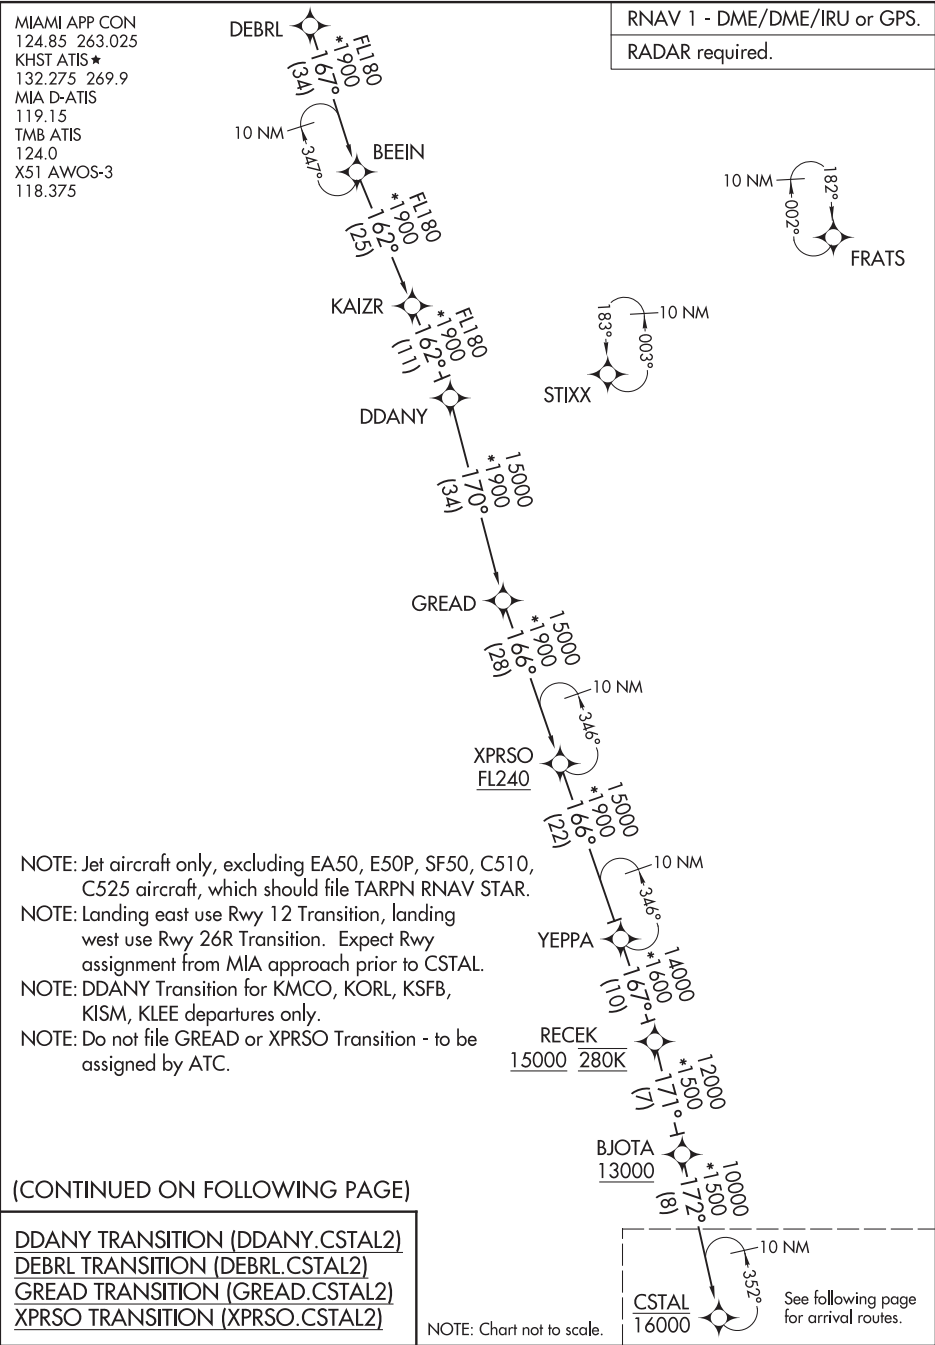 MIAMI APP CON
124.85 263.025
KHST ATIS★
132.275 269.9
MIA D-ATIS
119.15
TMB ATIS
124.0
X51 AWOS-3
118.375
RNAV 1 - DME/DME/IRU or GPS.
RADAR required.
DEBRL
FL180
*1900
167°
(34)
10 NM
347°
BEEIN
FL180
*1900
162°
(25)
10 NM
182°
002°
FRATS
KAIZR
FL180
*1900
162°
(11)
10 NM
183°
003°
STIXX
DDANY
15000
*1900
170°
(34)
GREAD
15000
*1900
166°
(28)
10 NM
346°
XPRSO
FL240
15000
*1900
166°
(22)
10 NM
346°
YEPPA
14000
*1600
167°
(10)
RECEK
15000 280K
12000
*1500
171°
(7)
BJOTA
13000
10000
*1500
172°
(8)
10 NM
352°
CSTAL
16000
See following page
for arrival routes.
NOTE: Jet aircraft only, excluding EA50, E50P, SF50, C510,
C525 aircraft, which should file TARPN RNAV STAR.
NOTE: Landing east use Rwy 12 Transition, landing
west use Rwy 26R Transition. Expect Rwy
assignment from MIA approach prior to CSTAL.
NOTE: DDANY Transition for KMCO, KORL, KSFB,
KISM, KLEE departures only.
NOTE: Do not file GREAD or XPRSO Transition - to be
assigned by ATC.
(CONTINUED ON FOLLOWING PAGE)
DDANY TRANSITION (DDANY.CSTAL2)
DEBRL TRANSITION (DEBRL.CSTAL2)
GREAD TRANSITION (GREAD.CSTAL2)
XPRSO TRANSITION (XPRSO.CSTAL2)
NOTE: Chart not to scale.